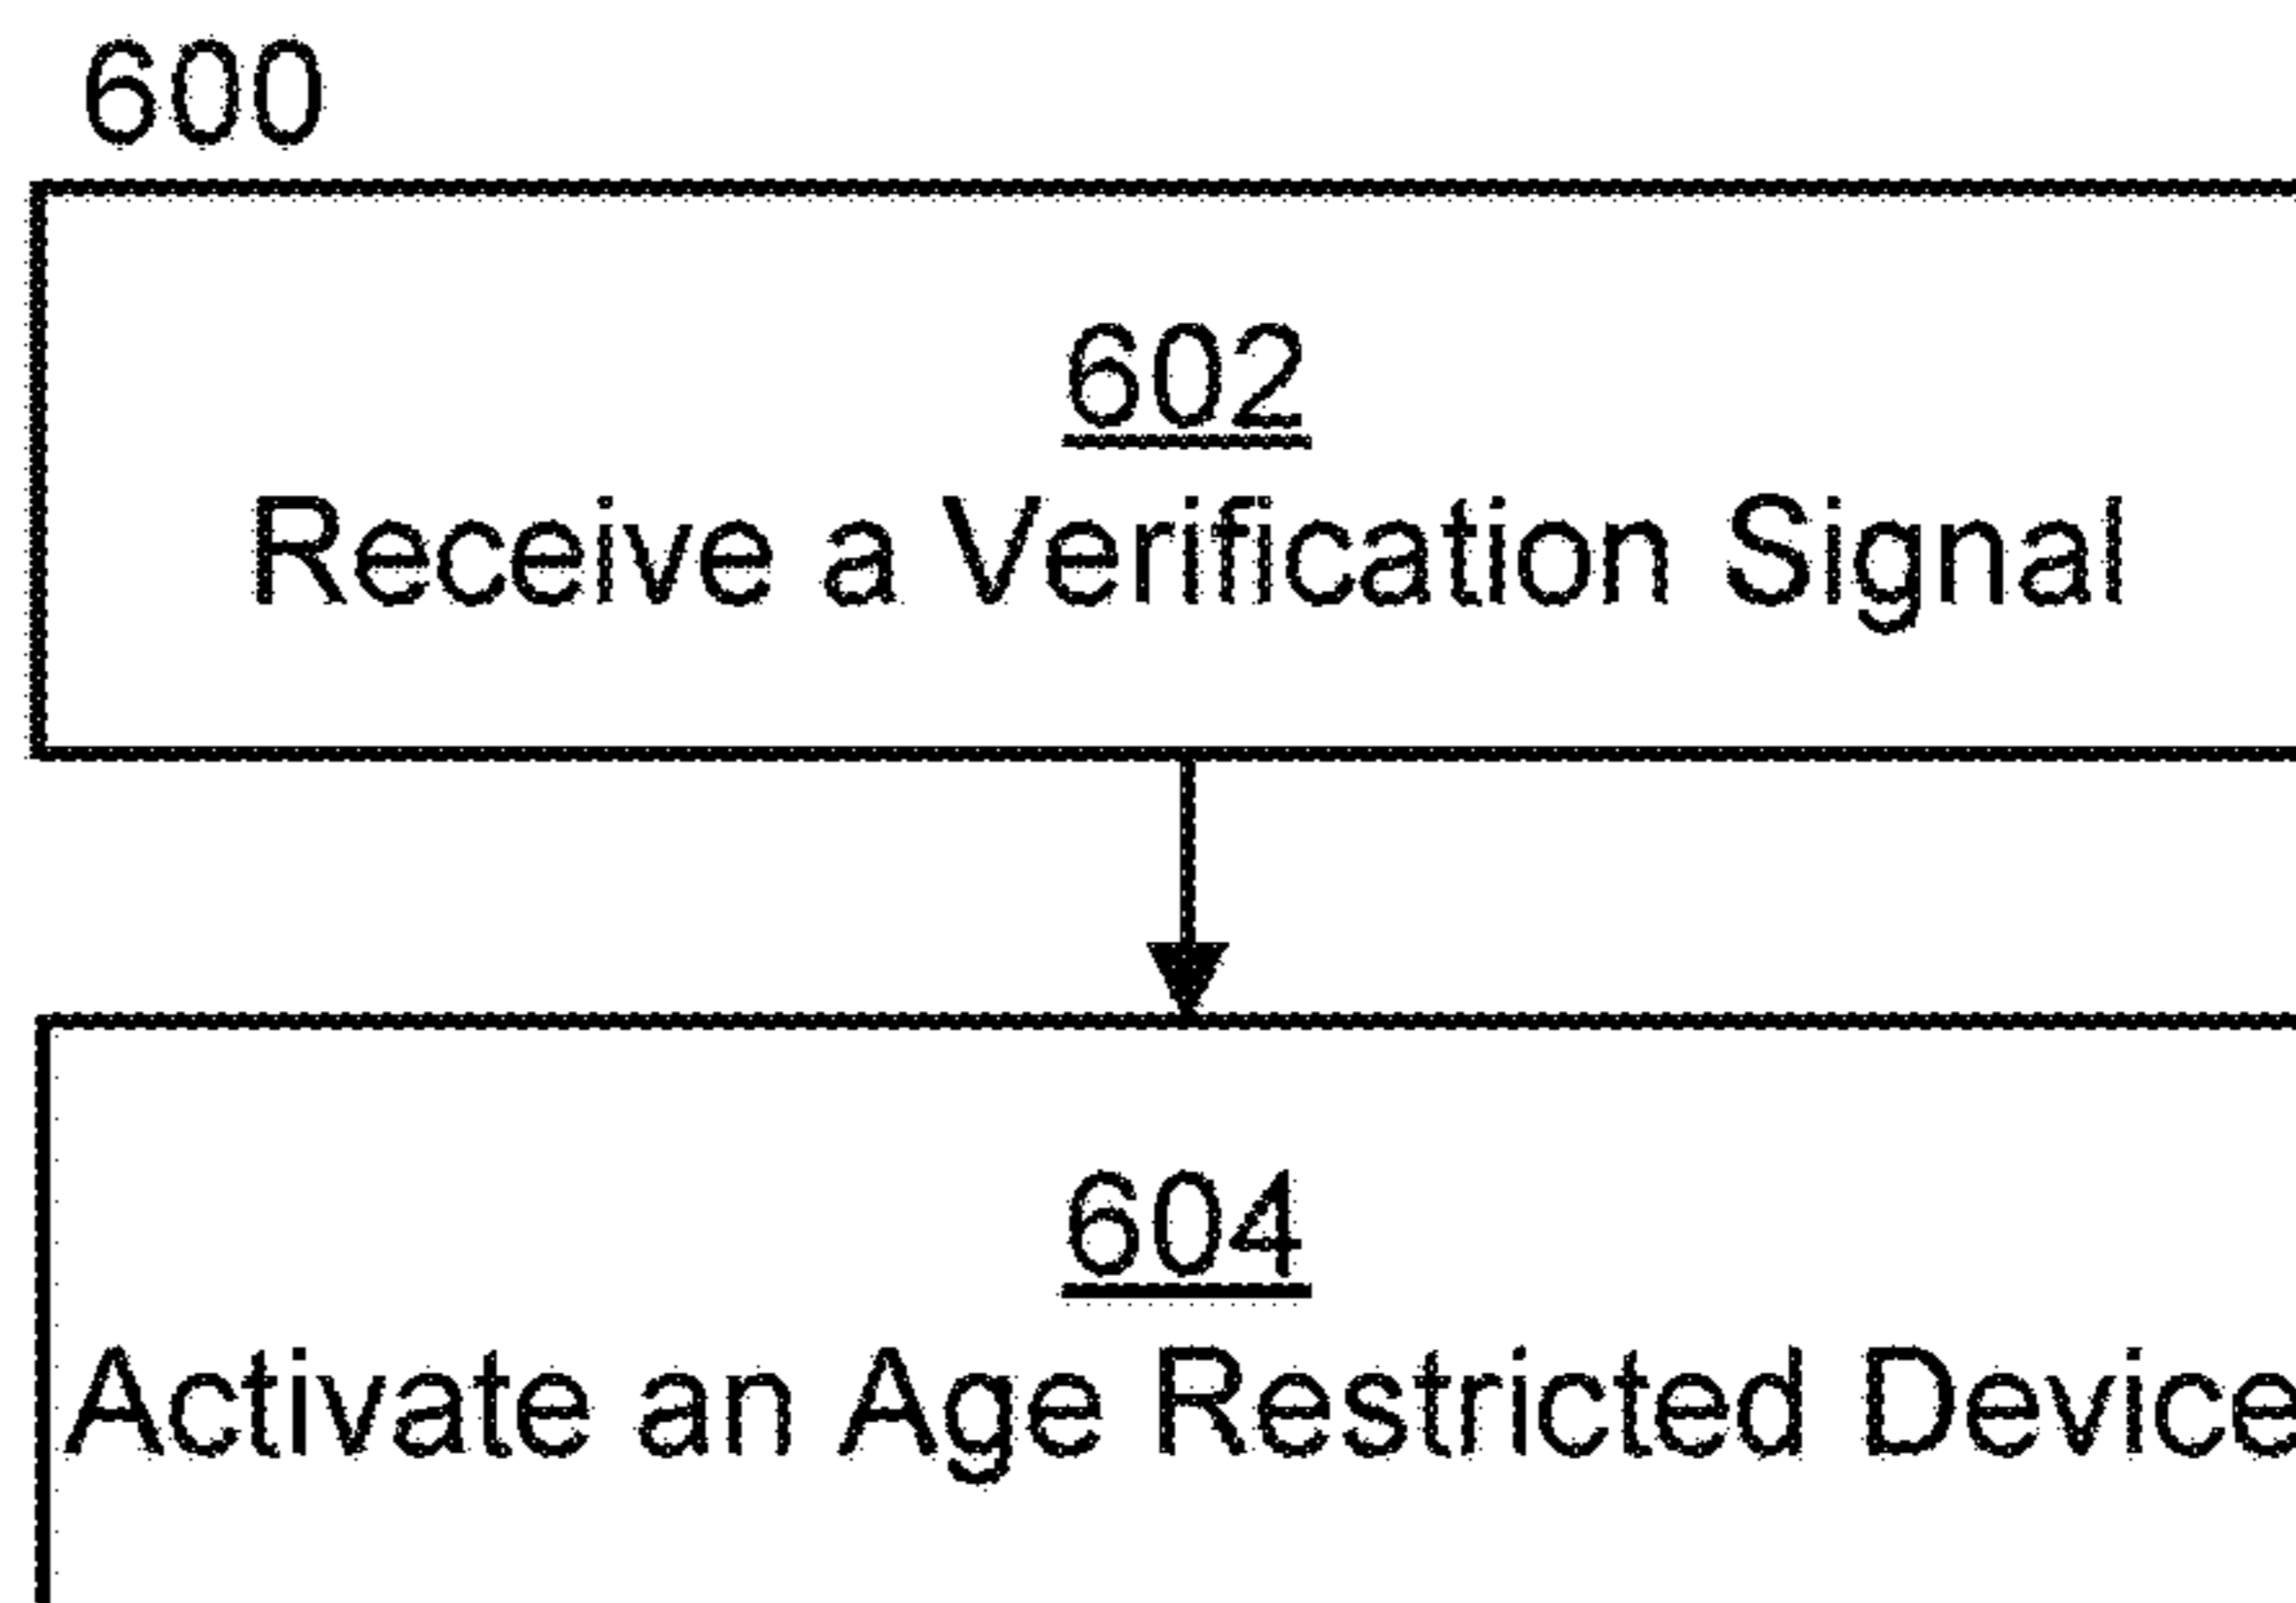 600
602
Receive a Verification Signal
604
Activate an Age Restricted Device